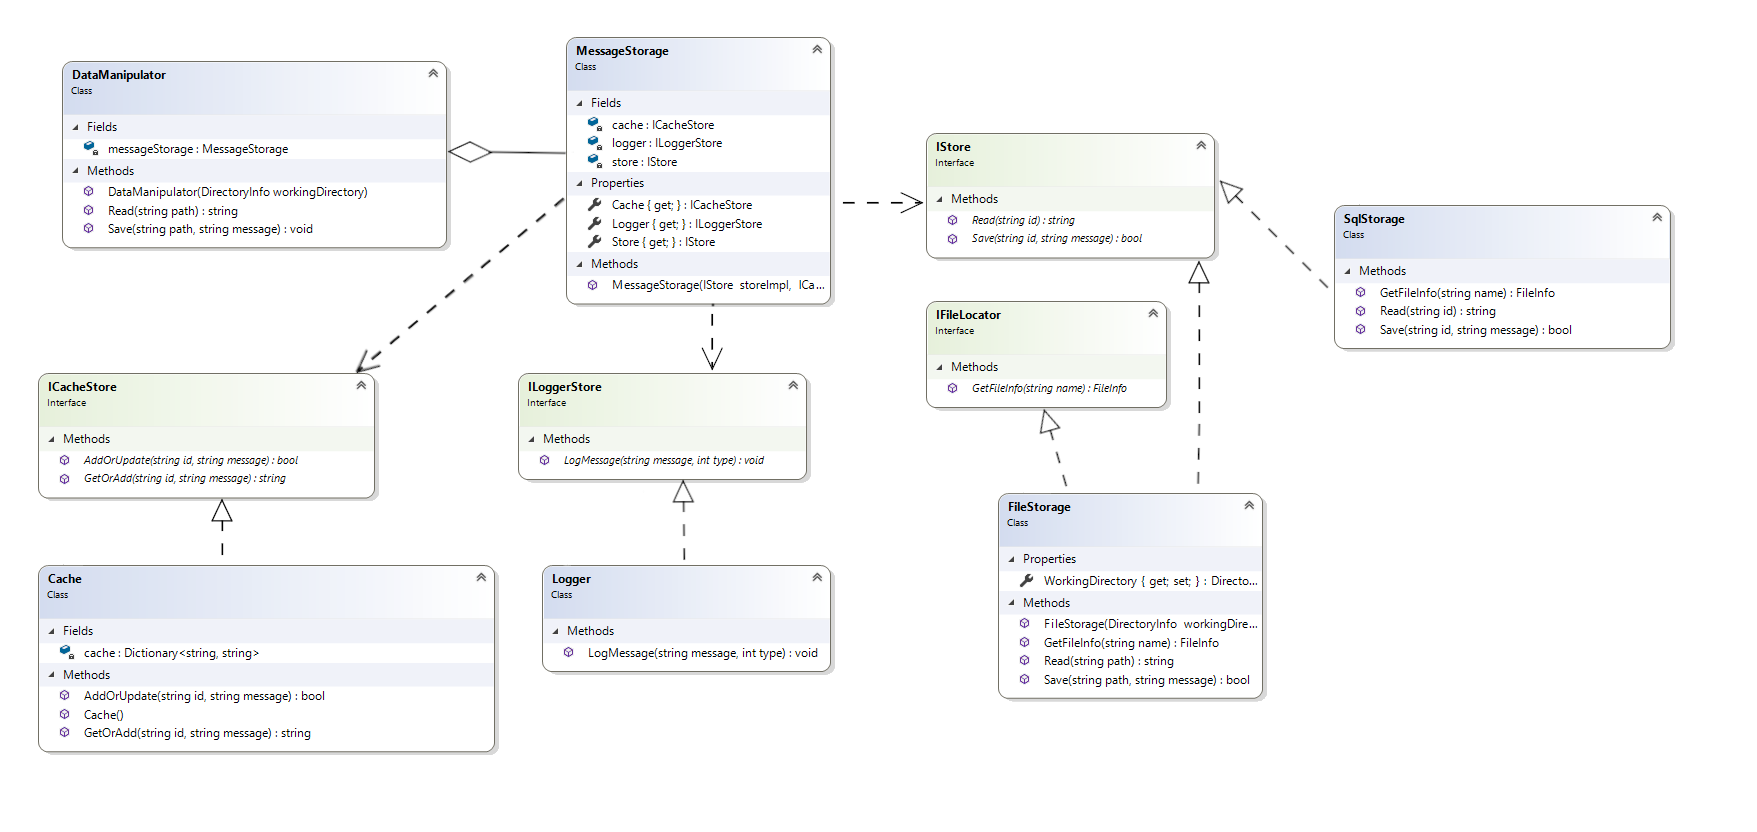 DataManipulator
Class
Fields
messageStorage : MessageStorage
Methods
DataManipulator(DirectoryInfo workingDirectory)
Read(string path) : string
Save(string path, string message) : void
MessageStorage
Class
Fields
cache : ICacheStore
logger : ILoggerStore
store : IStore
Properties
Cache { get; } : ICacheStore
Logger { get; } : ILoggerStore
Store { get; } : IStore
Methods
MessageStorage(IStore storeImpl, ICa...
IStore
Interface
Methods
Read(string id) : string
Save(string id, string message) : bool
SqlStorage
Class
Methods
GetFileInfo(string name) : FileInfo
Read(string id) : string
Save(string id, string message) : bool
IFileLocator
Interface
Methods
GetFileInfo(string name) : FileInfo
ICacheStore
Interface
Methods
AddOrUpdate(string id, string message) : bool
GetOrAdd(string id, string message) : string
ILoggerStore
Interface
Methods
LogMessage(string message, int type) : void
FileStorage
Class
Properties
WorkingDirectory { get; set; } : Directo...
Methods
FileStorage(DirectoryInfo workingDire...
GetFileInfo(string name) : FileInfo
Read(string path) : string
Save(string path, string message) : bool
Cache
Class
Fields
cache : Dictionary<string, string>
Methods
AddOrUpdate(string id, string message) : bool
Cache()
GetOrAdd(string id, string message) : string
Logger
Class
Methods
LogMessage(string message, int type) : void